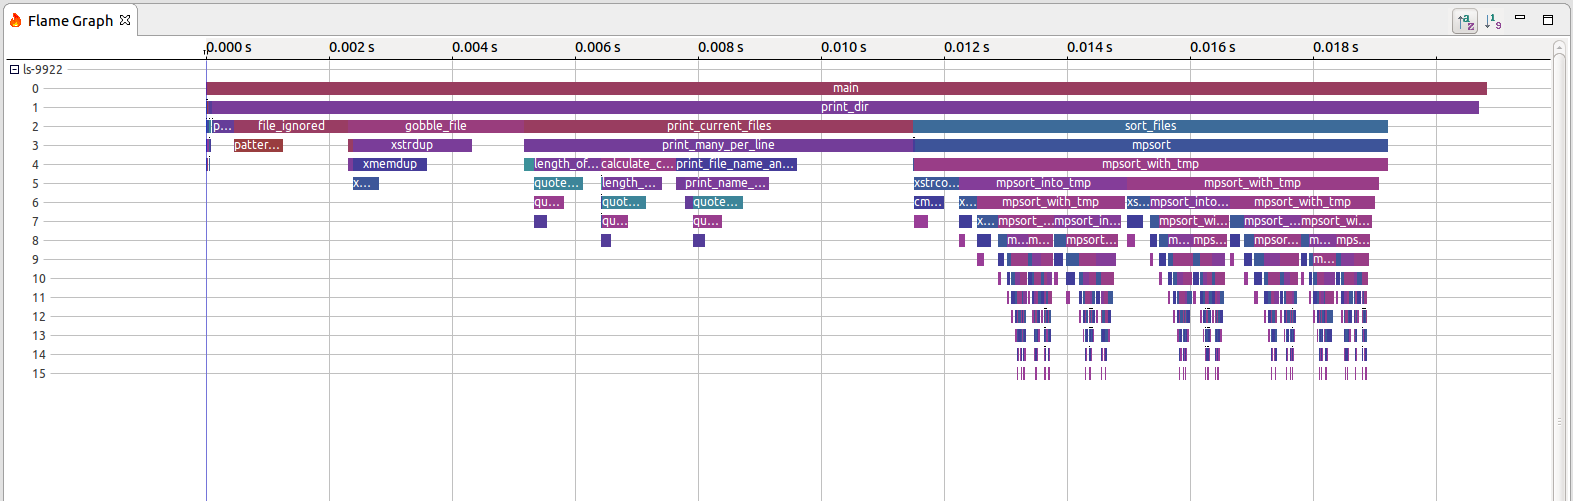 Flame Graph
0.000 s 0.002 s 0.004 s 0.006 s 0.008 s 0.010 s 0.012 s 0.014 s 0.016 s 0.018 s
ls-9922
0 main
1 print_dir
2 p... file_ignored gobble_file print_current_files sort_files
3 patter... xstrdup print_many_per_line mpsort
4 xmemdup length_of... calculate_c... print_file_name_an... mpsort_with_tmp
5 x... quote... length_... print_name_... xstrco... mpsort_into_tmp mpsort_with_tmp
6 qu... quot... quote... cm... x... mpsort_with_tmp xs... mpsort_into... mpsort_with_tmp
7 qu... qu... x... mpsort_... mpsort_in... mpsort_wi... mpsort_... mpsort_wi...
8 m... m... mpsort... m... mps... mpsor... m... mps...
9 m...
10
11
12
13
14
15